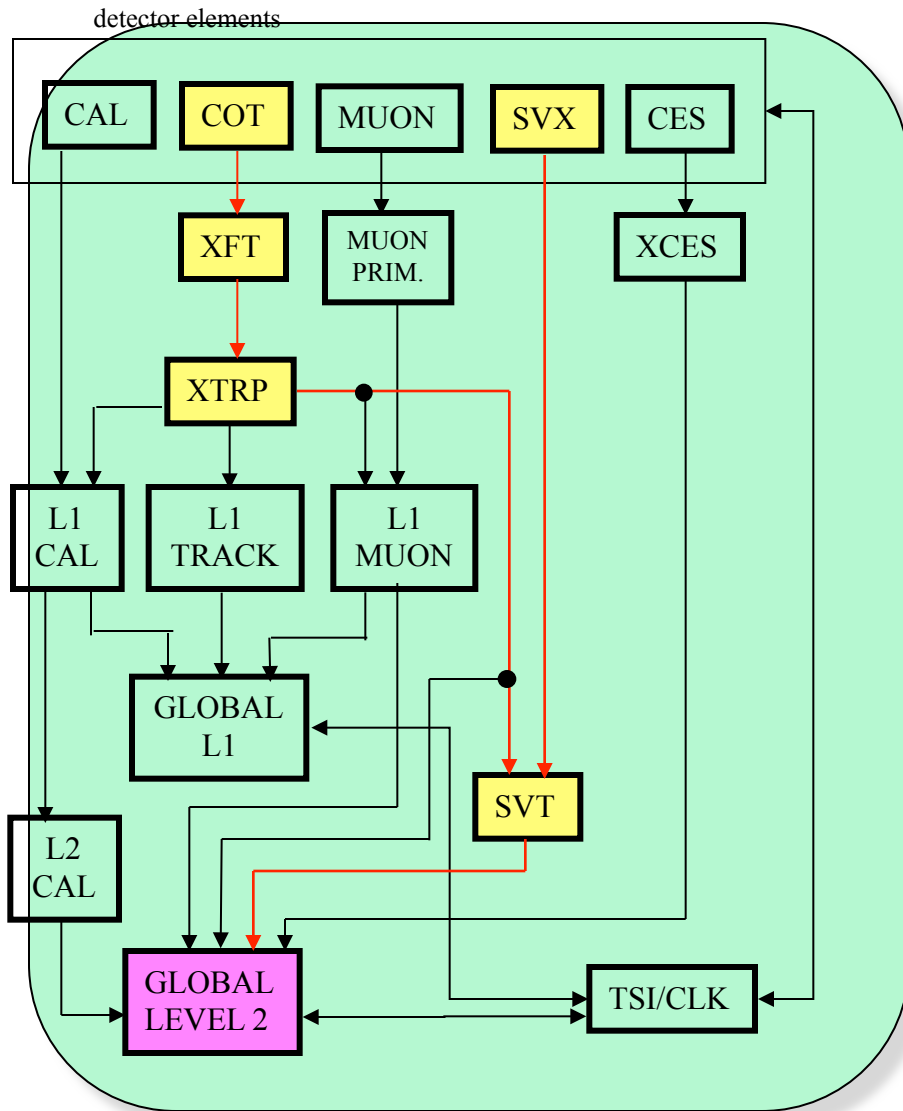 detector elements
CAL
COT
MUON
SVX
CES
XFT
MUON
PRIM.
XCES
XTRP
L1
CAL
L1
TRACK
L1
MUON
GLOBAL
L1
SVT
L2
CAL
GLOBAL
LEVEL 2
TSI/CLK